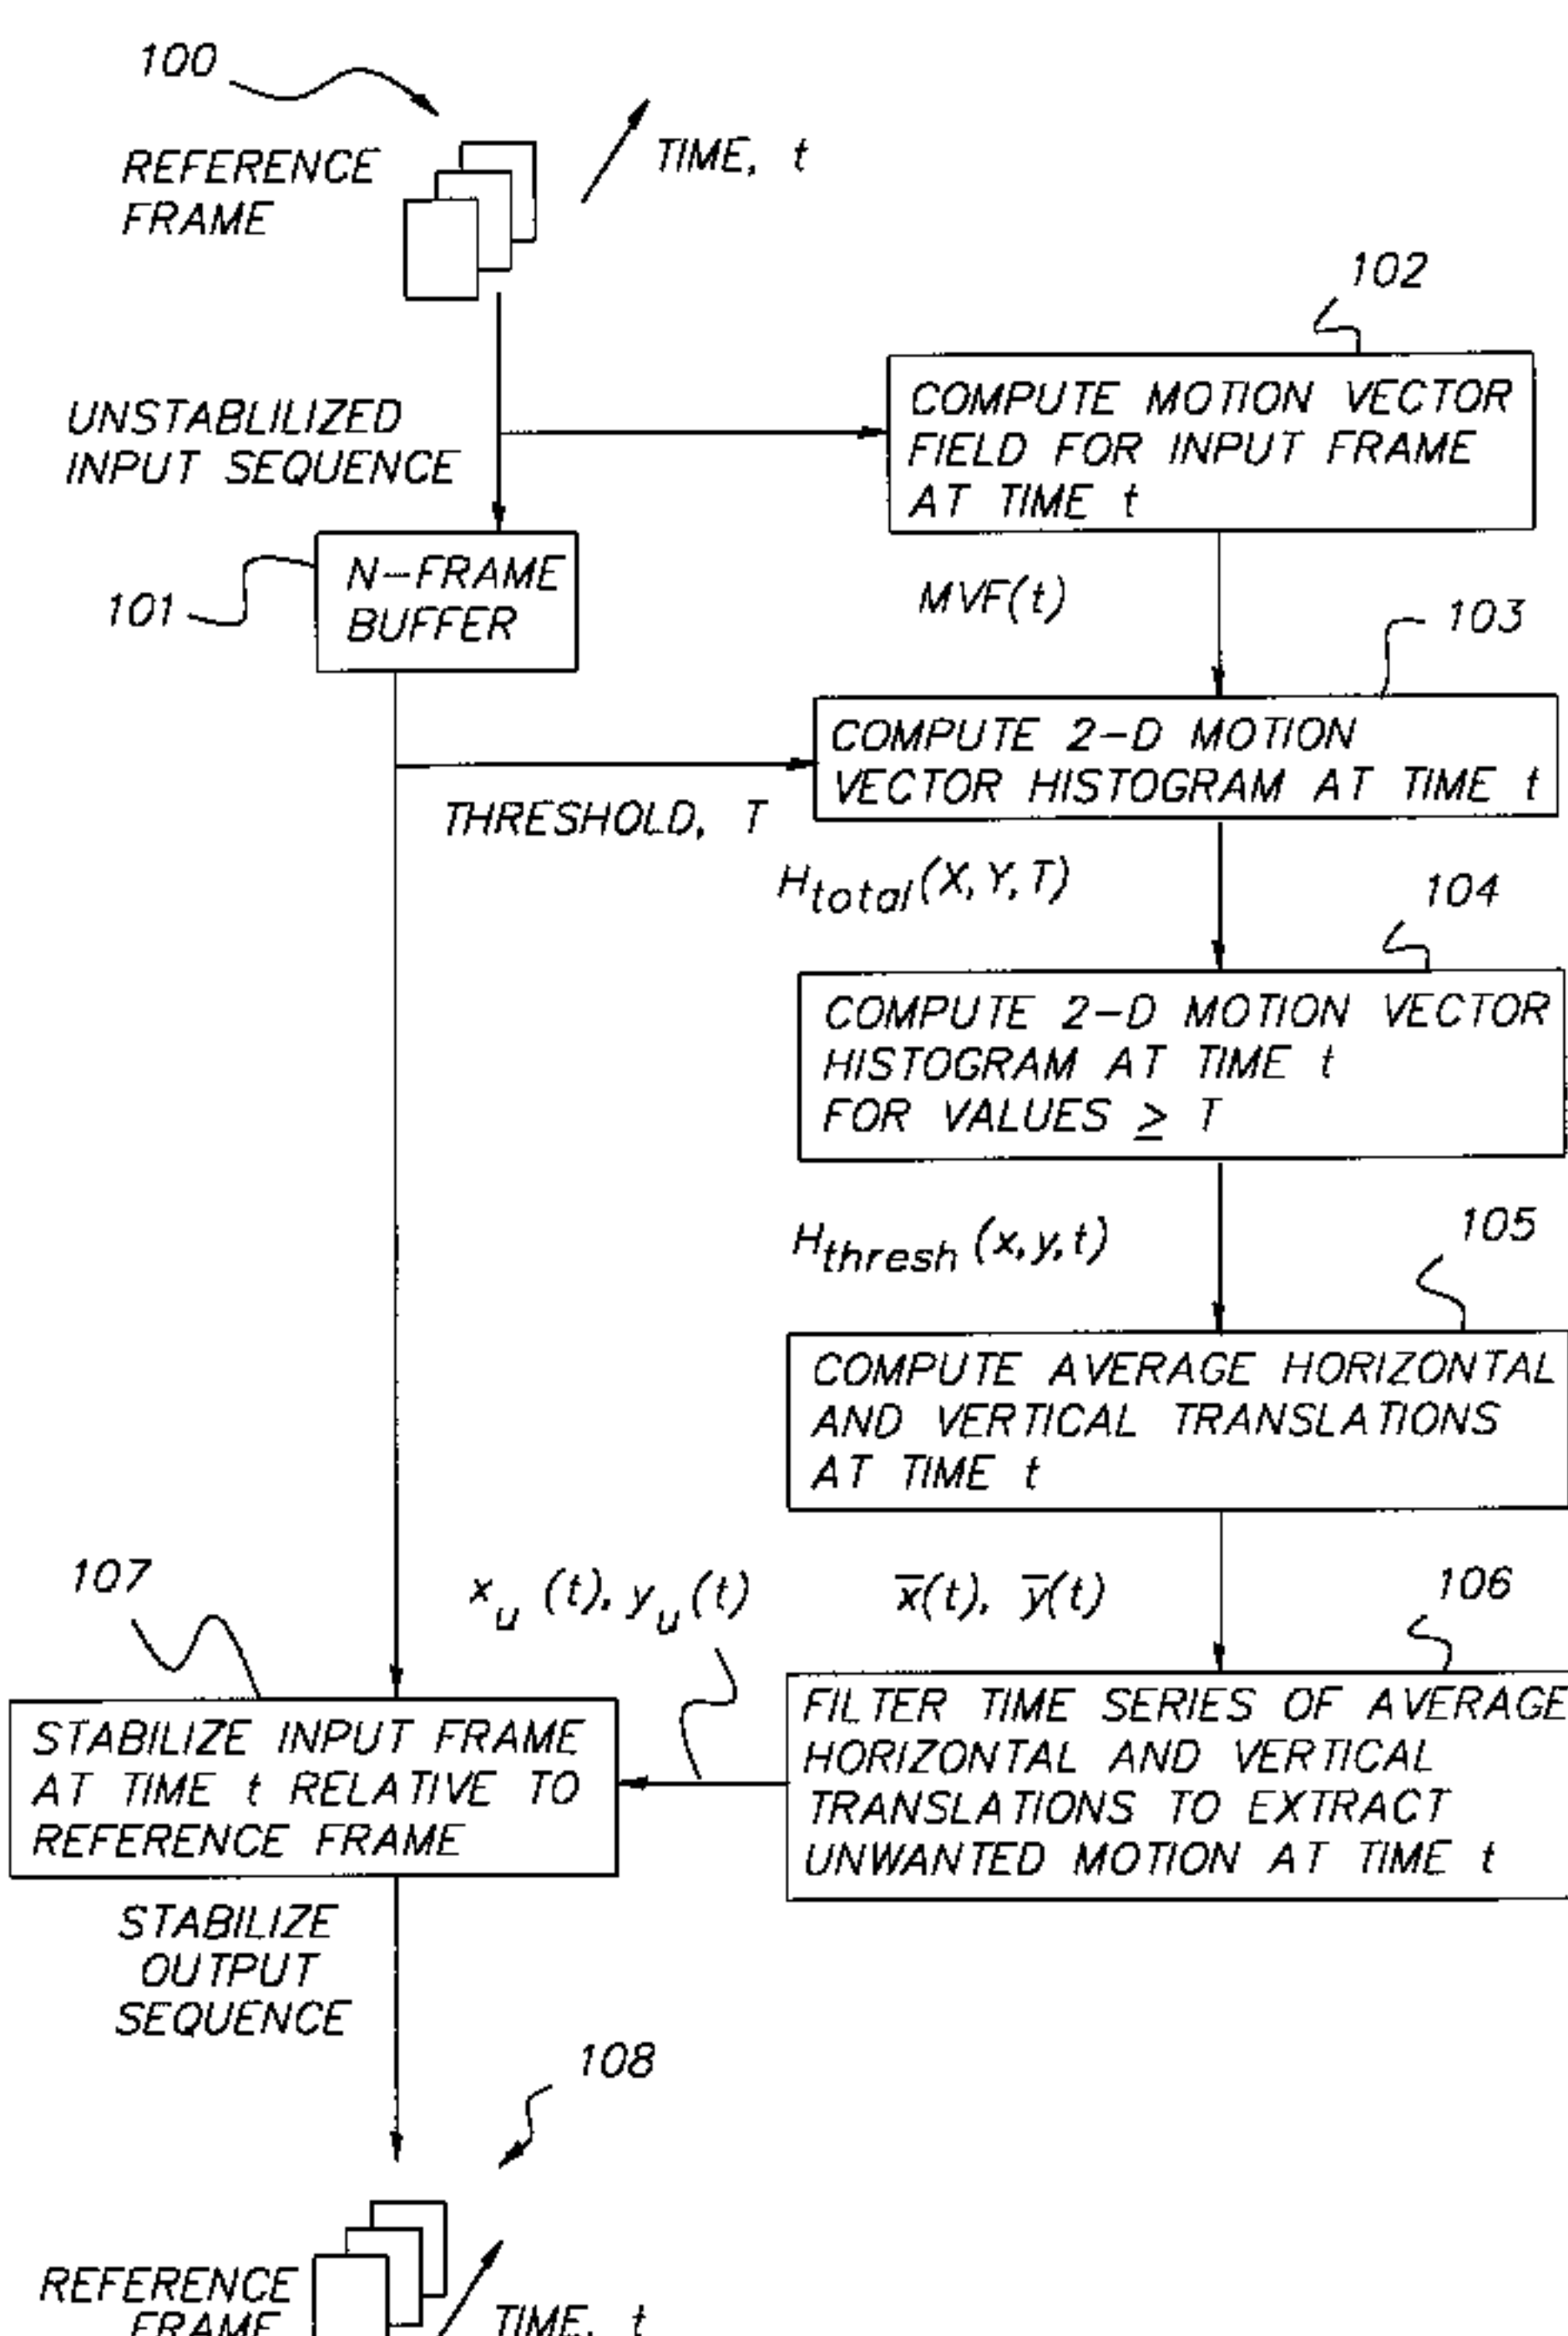 100
REFERENCE
FRAME
TIME, t
102
COMPUTE MOTION VECTOR
FIELD FOR INPUT FRAME
AT TIME t
UNSTABLILIZED
INPUT SEQUENCE
101
N-FRAME
BUFFER
MVF(t)
103
COMPUTE 2-D MOTION
VECTOR HISTOGRAM AT TIME t
THRESHOLD, T
H_total(X,Y,T)
104
COMPUTE 2-D MOTION VECTOR
HISTOGRAM AT TIME t
FOR VALUES ≥ T
H_thresh (x,y,t)
105
COMPUTE AVERAGE HORIZONTAL
AND VERTICAL TRANSLATIONS
AT TIME t
107
x_u (t), y_u (t)
x̅(t), y̅(t)
106
FILTER TIME SERIES OF AVERAGE
HORIZONTAL AND VERTICAL
TRANSLATIONS TO EXTRACT
UNWANTED MOTION AT TIME t
STABILIZE INPUT FRAME
AT TIME t RELATIVE TO
REFERENCE FRAME
STABILIZE
OUTPUT
SEQUENCE
108
REFERENCE
FRAME
TIME, t